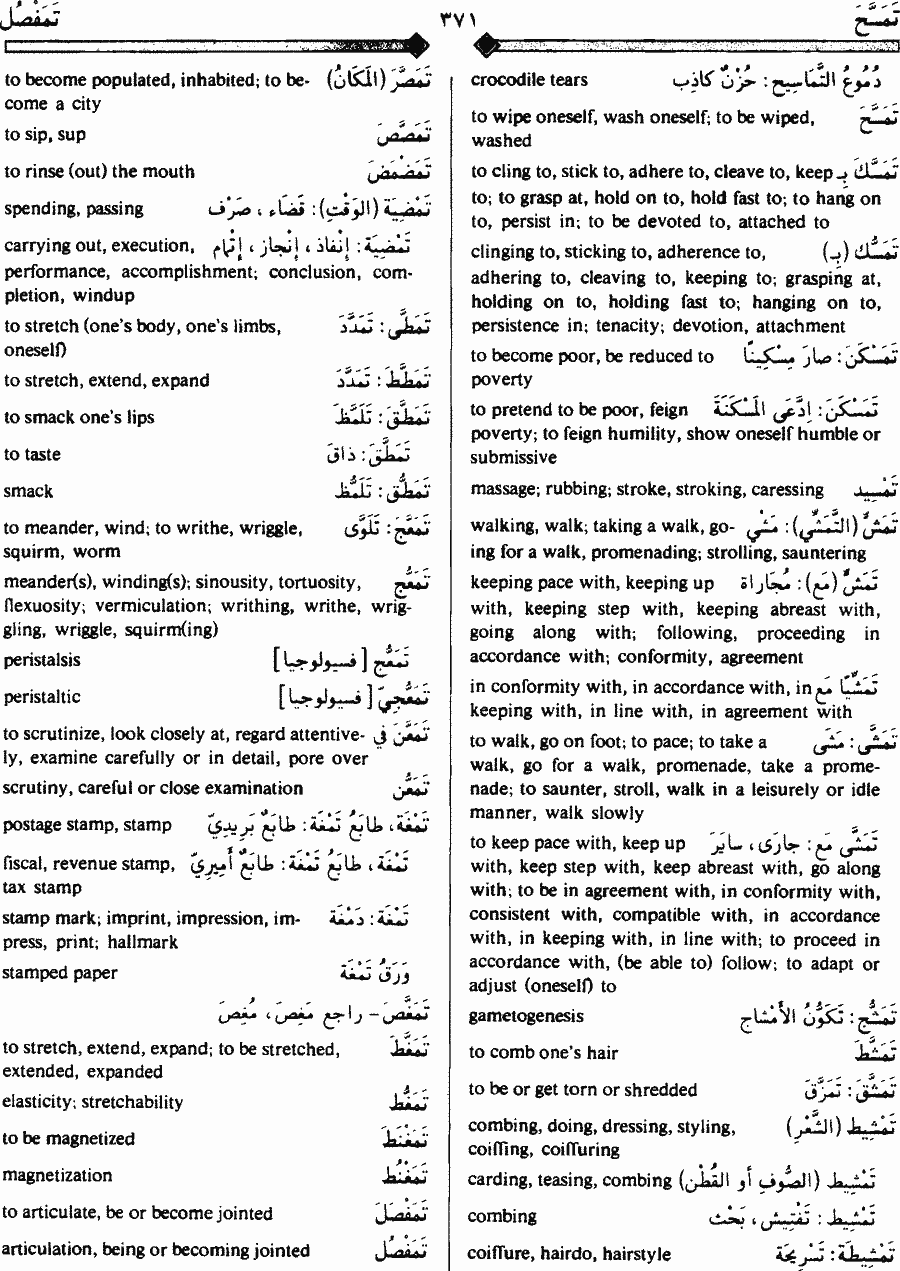 تَمَسَّحَ ٣٧١ تَمَفْصُل
دُمُوعُ التَّمَاسِيح: حُزْنٌ كاذِب crocodile tears
تَمَسَّحَ to wipe oneself, wash oneself; to be wiped,
washed
تَمَسَّكَ بِـ to cling to, stick to, adhere to, cleave to, keep
to; to grasp at, hold on to, hold fast to; to hang on
to, persist in; to be devoted to, attached to
تَمَسُّك (بِـ) clinging to, sticking to, adherence to,
adhering to, cleaving to, keeping to; grasping at,
holding on to, holding fast to; hanging on to,
persistence in; tenacity; devotion, attachment
تَمَسْكَنَ: صارَ مِسْكِيناً to become poor, be reduced to
poverty
تَمَسْكَنَ: اِدَّعَى المَسْكَنَةَ to pretend to be poor, feign
poverty; to feign humility, show oneself humble or
submissive
تَمْسِيد massage; rubbing; stroke, stroking, caressing
تَمَشٍّ (التَّمَشِّي): مَشْي walking, walk; taking a walk, go-
ing for a walk, promenading; strolling, sauntering
تَمَشٍّ (مَع): مُجَاراة keeping pace with, keeping up
with, keeping step with, keeping abreast with,
going along with; following, proceeding in
accordance with; conformity, agreement
تَمَشِّيًا مَع in conformity with, in accordance with, in
keeping with, in line with, in agreement with
تَمَشَّى: مَشَى to walk, go on foot; to pace; to take a
walk, go for a walk, promenade, take a prome-
nade; to saunter, stroll, walk in a leisurely or idle
manner, walk slowly
تَمَشَّى مَعَ: جارَى، سايَرَ to keep pace with, keep up
with, keep step with, keep abreast with, go along
with; to be in agreement with, in conformity with,
consistent with, compatible with, in accordance
with, in keeping with, in line with; to proceed in
accordance with, (be able to) follow; to adapt or
adjust (oneself) to
تَمَشُّج: تَكَوُّنُ الأَمْشاج gametogenesis
تَمَشَّطَ to comb one's hair
تَمَشَّقَ: تَمَزَّقَ to be or get torn or shredded
تَمْشِيط (الشَّعْرِ) combing, doing, dressing, styling,
coiffing, coiffuring
تَمْشِيط (الصُّوفِ أو القُطْن) carding, teasing, combing
تَمْشِيط: تَفْتِيش، بَحْث combing
تَمْشِيطَة: تَسْرِيحَة coiffure, hairdo, hairstyle
تَمَصَّرَ (المَكَانُ) to become populated, inhabited; to be-
come a city
تَمَصَّصَ to sip, sup
تَمَضْمَضَ to rinse (out) the mouth
تَمْضِيَة (الوَقْتِ): قَضَاء، صَرْف spending, passing
تَمْضِيَة: إِنْفاذ، إِنْجاز، إِتْمام carrying out, execution,
performance, accomplishment; conclusion, com-
pletion, windup
تَمَطَّى: تَمَدَّدَ to stretch (one's body, one's limbs,
oneself)
تَمَطَّطَ: تَمَدَّدَ to stretch, extend, expand
تَمَطَّقَ: تَلَمَّظَ to smack one's lips
تَمَطَّقَ: ذاقَ to taste
تَمَطُّق: تَلَمُّظ smack
تَمَعَّجَ: تَلَوَّى to meander, wind; to writhe, wriggle,
squirm, worm
تَمَعُّج meander(s), winding(s); sinousity, tortuosity,
flexuosity; vermiculation; writhing, writhe, wrig-
gling, wriggle, squirm(ing)
تَمَعُّج [فسيولوجيا] peristalsis
تَمَعُّجِيّ [فسيولوجيا] peristaltic
تَمَعَّنَ في to scrutinize, look closely at, regard attentive-
ly, examine carefully or in detail, pore over
تَمَعُّن scrutiny, careful or close examination
تَمْغَة، طابَعُ تَمْغَة: طابَعٌ بَرِيدِيّ postage stamp, stamp
تَمْغَة، طابَعُ تَمْغَة: طابَعٌ أَمِيرِيّ fiscal, revenue stamp,
tax stamp
تَمْغَة: دَمْغَة stamp mark; imprint, impression, im-
press, print; hallmark
وَرَقُ تَمْغَة stamped paper
تَمَغَّصَ - راجع مَغِصَ، مُغِصَ
تَمَغَّطَ to stretch, extend, expand; to be stretched,
extended, expanded
تَمَغُّط elasticity; stretchability
تَمَغْنَطَ to be magnetized
تَمَغْنُط magnetization
تَمَفْصَلَ to articulate, be or become jointed
تَمَفْصُل articulation, being or becoming jointed